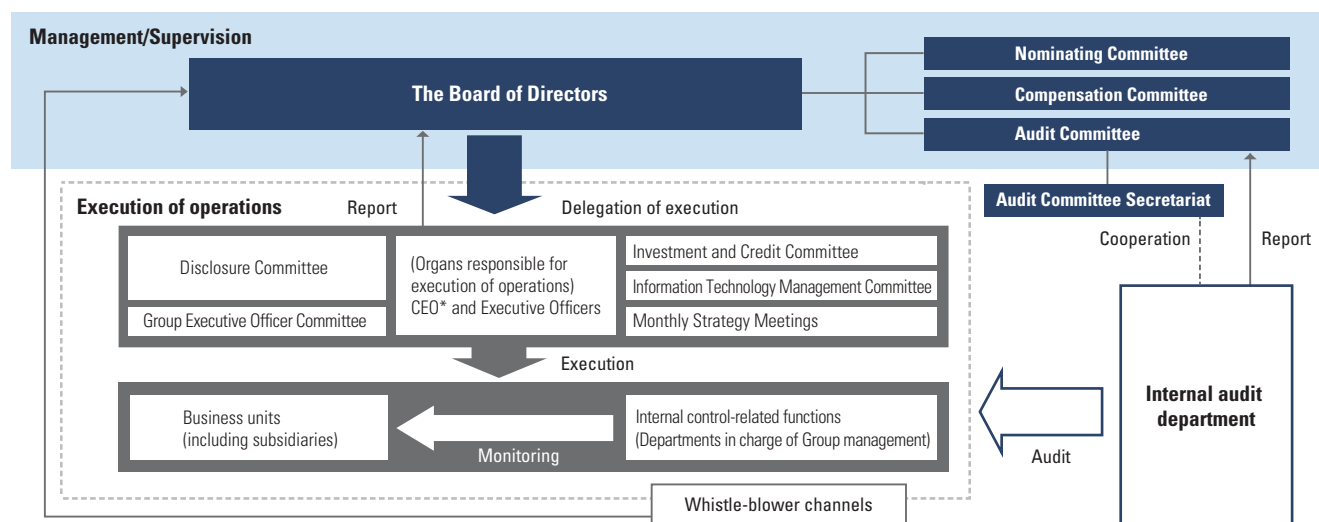 Management/Supervision
The Board of Directors
Nominating Committee
Compensation Committee
Audit Committee
Audit Committee Secretariat
Cooperation
Report
Execution of operations
Report
Delegation of execution
Disclosure Committee
Group Executive Officer Committee
(Organs responsible for
execution of operations)
CEO* and Executive Officers
Investment and Credit Committee
Information Technology Management Committee
Monthly Strategy Meetings
Execution
Business units
(including subsidiaries)
Monitoring
Internal control-related functions
(Departments in charge of Group management)
Audit
Internal audit
department
Whistle-blower channels